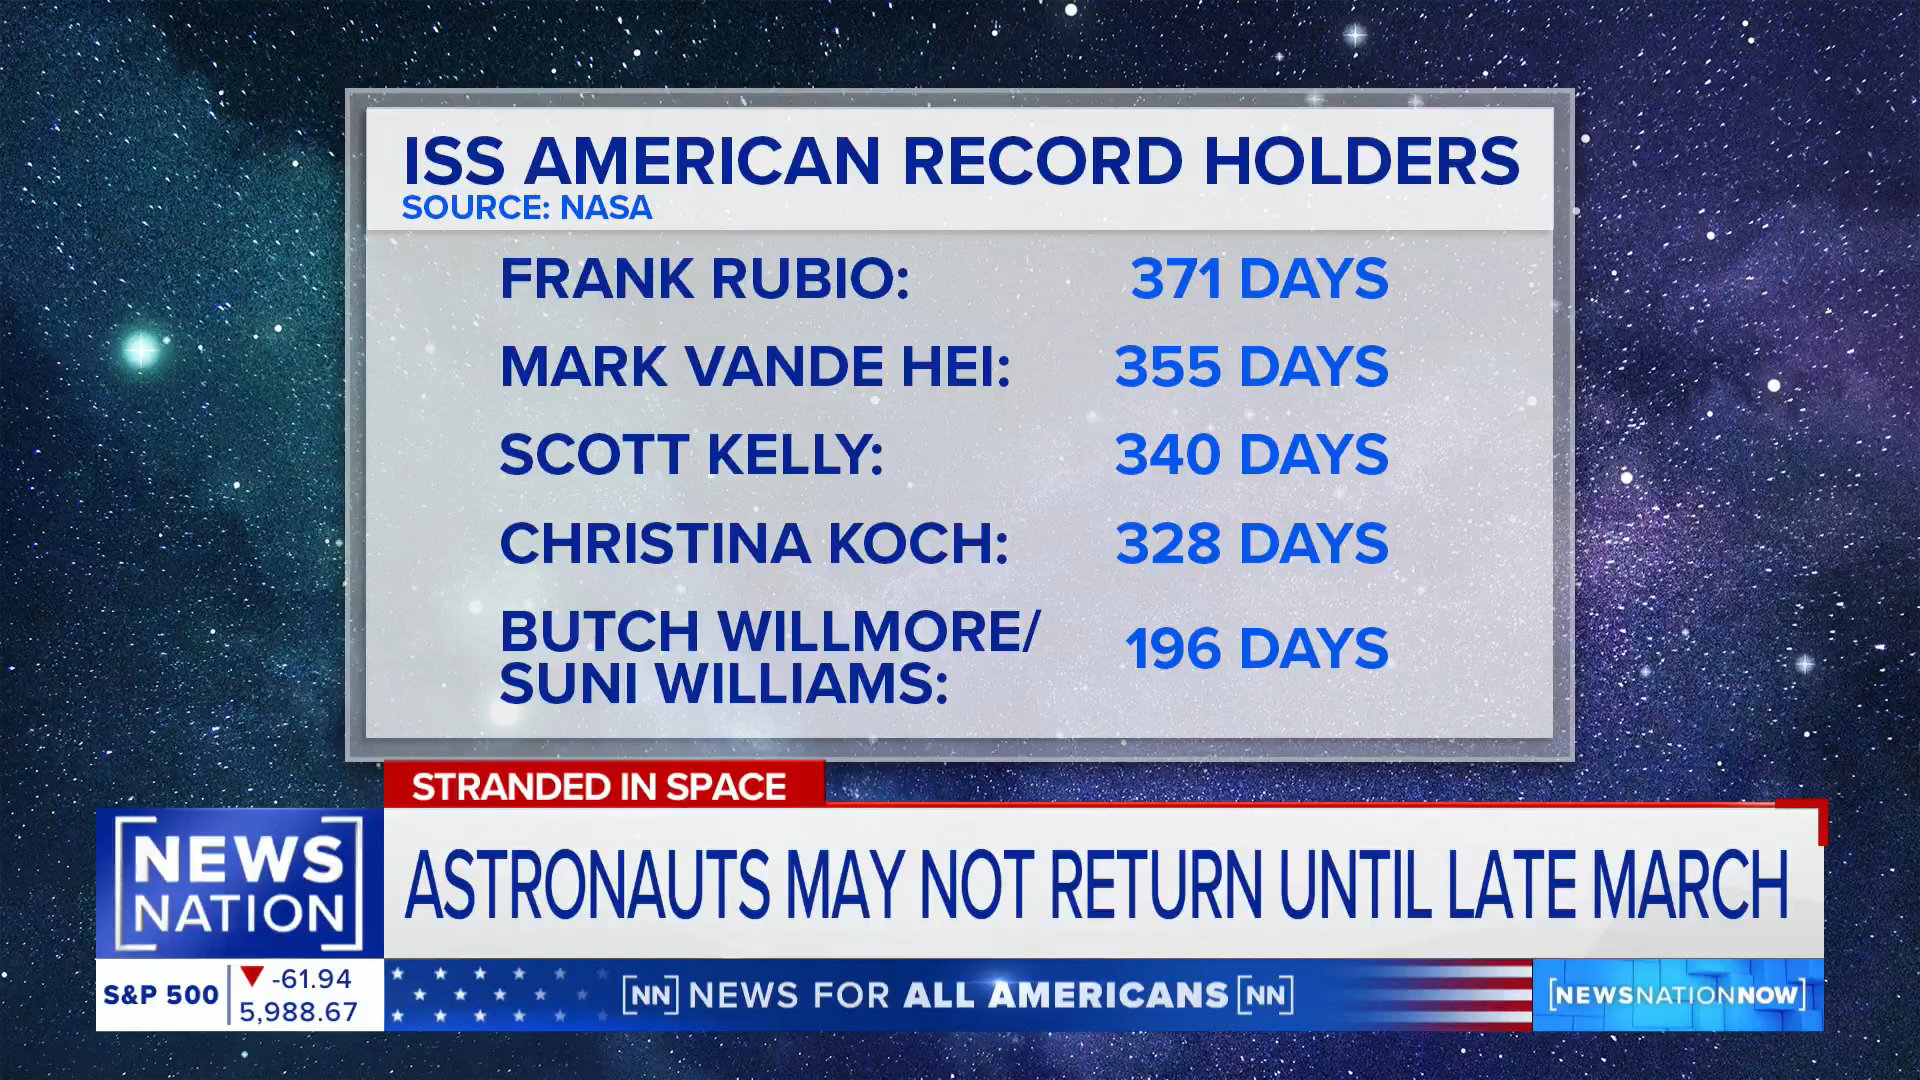 ISS AMERICAN RECORD HOLDERS
SOURCE: NASA
FRANK RUBIO: 371 DAYS
MARK VANDE HEI: 355 DAYS
SCOTT KELLY: 340 DAYS
CHRISTINA KOCH: 328 DAYS
BUTCH WILLMORE/
SUNI WILLIAMS: 196 DAYS
STRANDED IN SPACE
ASTRONAUTS MAY NOT RETURN UNTIL LATE MARCH
NEWS
NATION
S&P 500 ▼ -61.94
5,988.67
[NN] NEWS FOR ALL AMERICANS [NN]
[NEWSNATIONNOW]